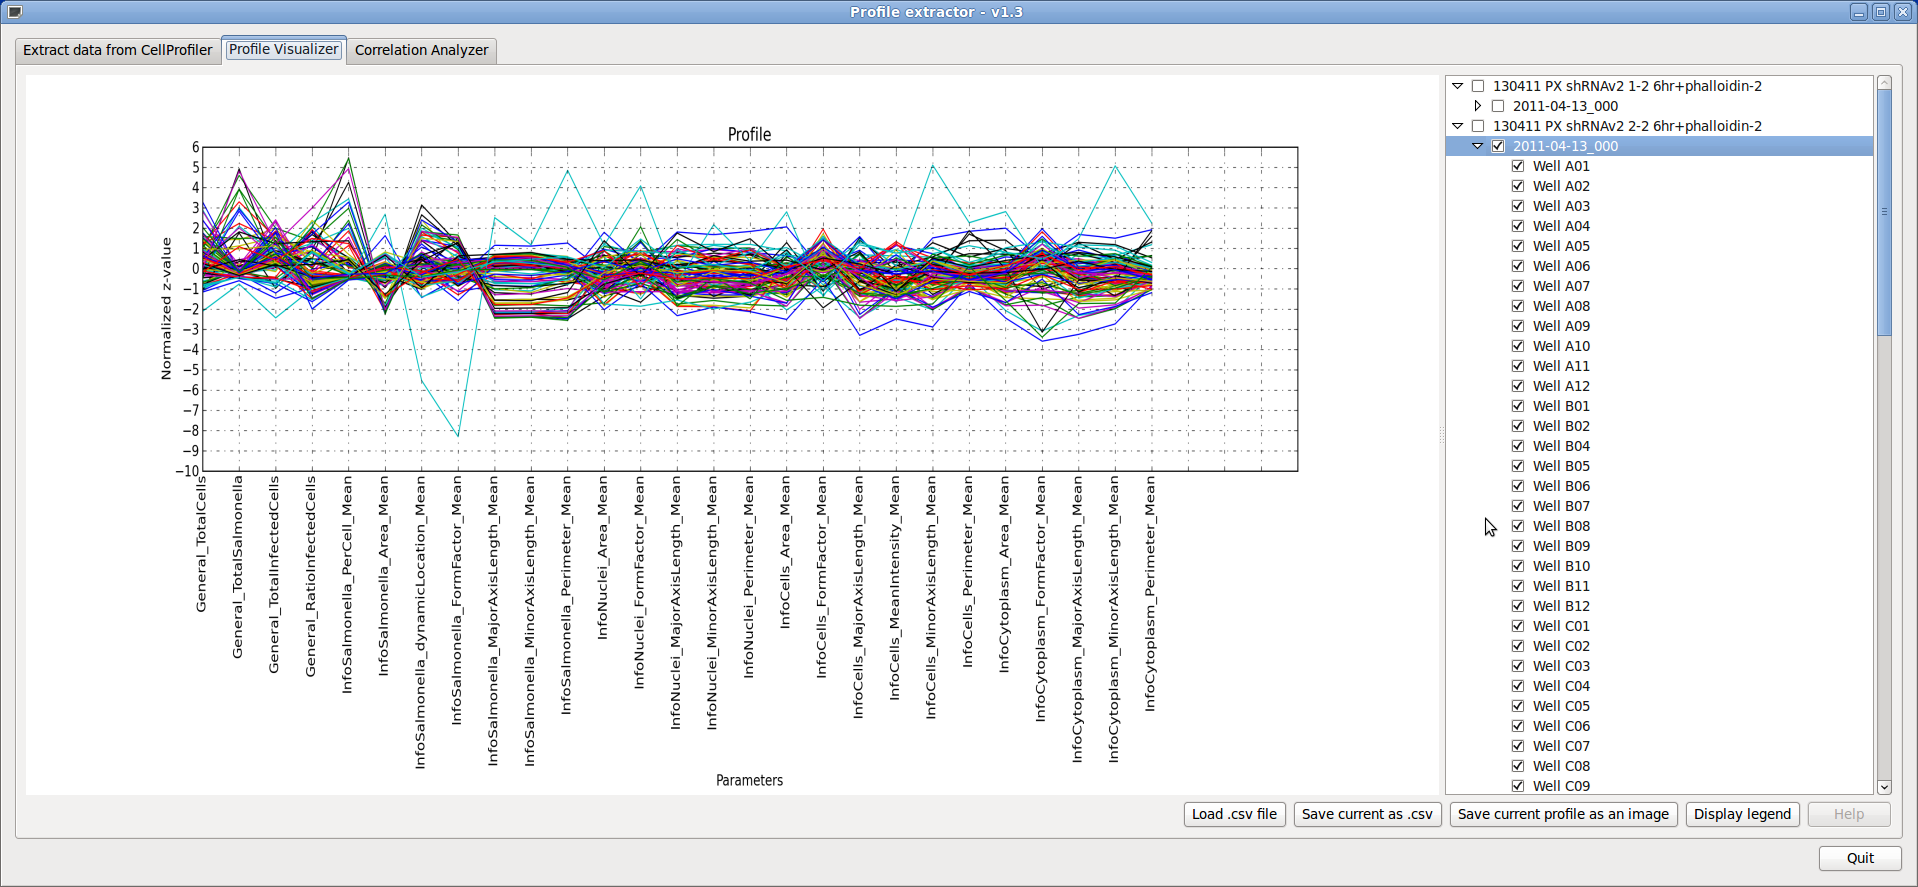 Profile extractor - v1.3
Extract data from CellProfiler
Profile Visualizer
Correlation Analyzer
Profile
6
5
4
3
2
1
0
−1
−2
−3
−4
−5
−6
−7
−8
−9
−10
Normalized z-value
General_TotalCells
General_TotalSalmonella
General_TotalInfectedCells
General_RatioInfectedCells
InfoSalmonella_PerCell_Mean
InfoSalmonella_Area_Mean
InfoSalmonella_dynamicLocation_Mean
InfoSalmonella_FormFactor_Mean
InfoSalmonella_MajorAxisLength_Mean
InfoSalmonella_MinorAxisLength_Mean
InfoSalmonella_Perimeter_Mean
InfoNuclei_Area_Mean
InfoNuclei_FormFactor_Mean
InfoNuclei_MajorAxisLength_Mean
InfoNuclei_MinorAxisLength_Mean
InfoNuclei_Perimeter_Mean
InfoCells_Area_Mean
InfoCells_FormFactor_Mean
InfoCells_MajorAxisLength_Mean
InfoCells_MeanIntensity_Mean
InfoCells_MinorAxisLength_Mean
InfoCells_Perimeter_Mean
InfoCytoplasm_Area_Mean
InfoCytoplasm_FormFactor_Mean
InfoCytoplasm_MajorAxisLength_Mean
InfoCytoplasm_MinorAxisLength_Mean
InfoCytoplasm_Perimeter_Mean
Parameters
130411 PX shRNAv2 1-2 6hr+phalloidin-2
2011-04-13_000
130411 PX shRNAv2 2-2 6hr+phalloidin-2
2011-04-13_000
Well A01
Well A02
Well A03
Well A04
Well A05
Well A06
Well A07
Well A08
Well A09
Well A10
Well A11
Well A12
Well B01
Well B02
Well B04
Well B05
Well B06
Well B07
Well B08
Well B09
Well B10
Well B11
Well B12
Well C01
Well C02
Well C03
Well C04
Well C05
Well C06
Well C07
Well C08
Well C09
Load .csv file
Save current as .csv
Save current profile as an image
Display legend
Help
Quit